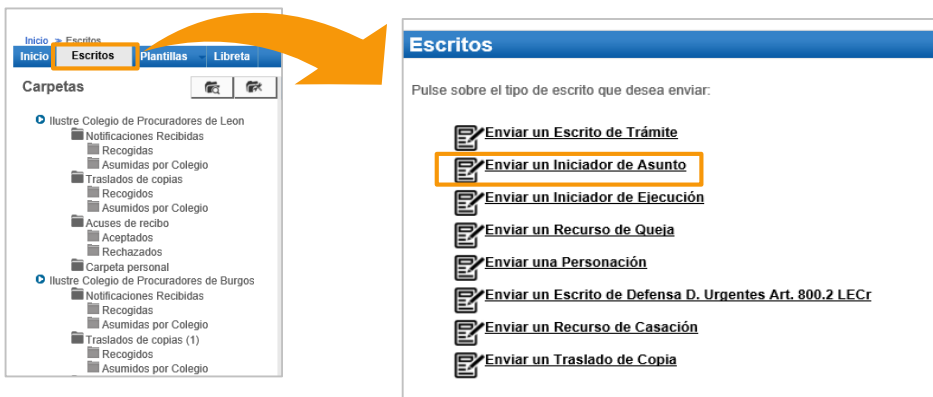 Inicio > Escritos
Inicio Escritos Plantillas Libreta
Carpetas
Ilustre Colegio de Procuradores de Leon
Notificaciones Recibidas
Recogidas
Asumidas por Colegio
Traslados de copias
Recogidos
Asumidos por Colegio
Acuses de recibo
Aceptados
Rechazados
Carpeta personal
Ilustre Colegio de Procuradores de Burgos
Notificaciones Recibidas
Recogidas
Asumidas por Colegio
Traslados de copias (1)
Recogidos
Asumidos por Colegio
Escritos
Pulse sobre el tipo de escrito que desea enviar:
Enviar un Escrito de Trámite
Enviar un Iniciador de Asunto
Enviar un Iniciador de Ejecución
Enviar un Recurso de Queja
Enviar una Personación
Enviar un Escrito de Defensa D. Urgentes Art. 800.2 LECr
Enviar un Recurso de Casación
Enviar un Traslado de Copia